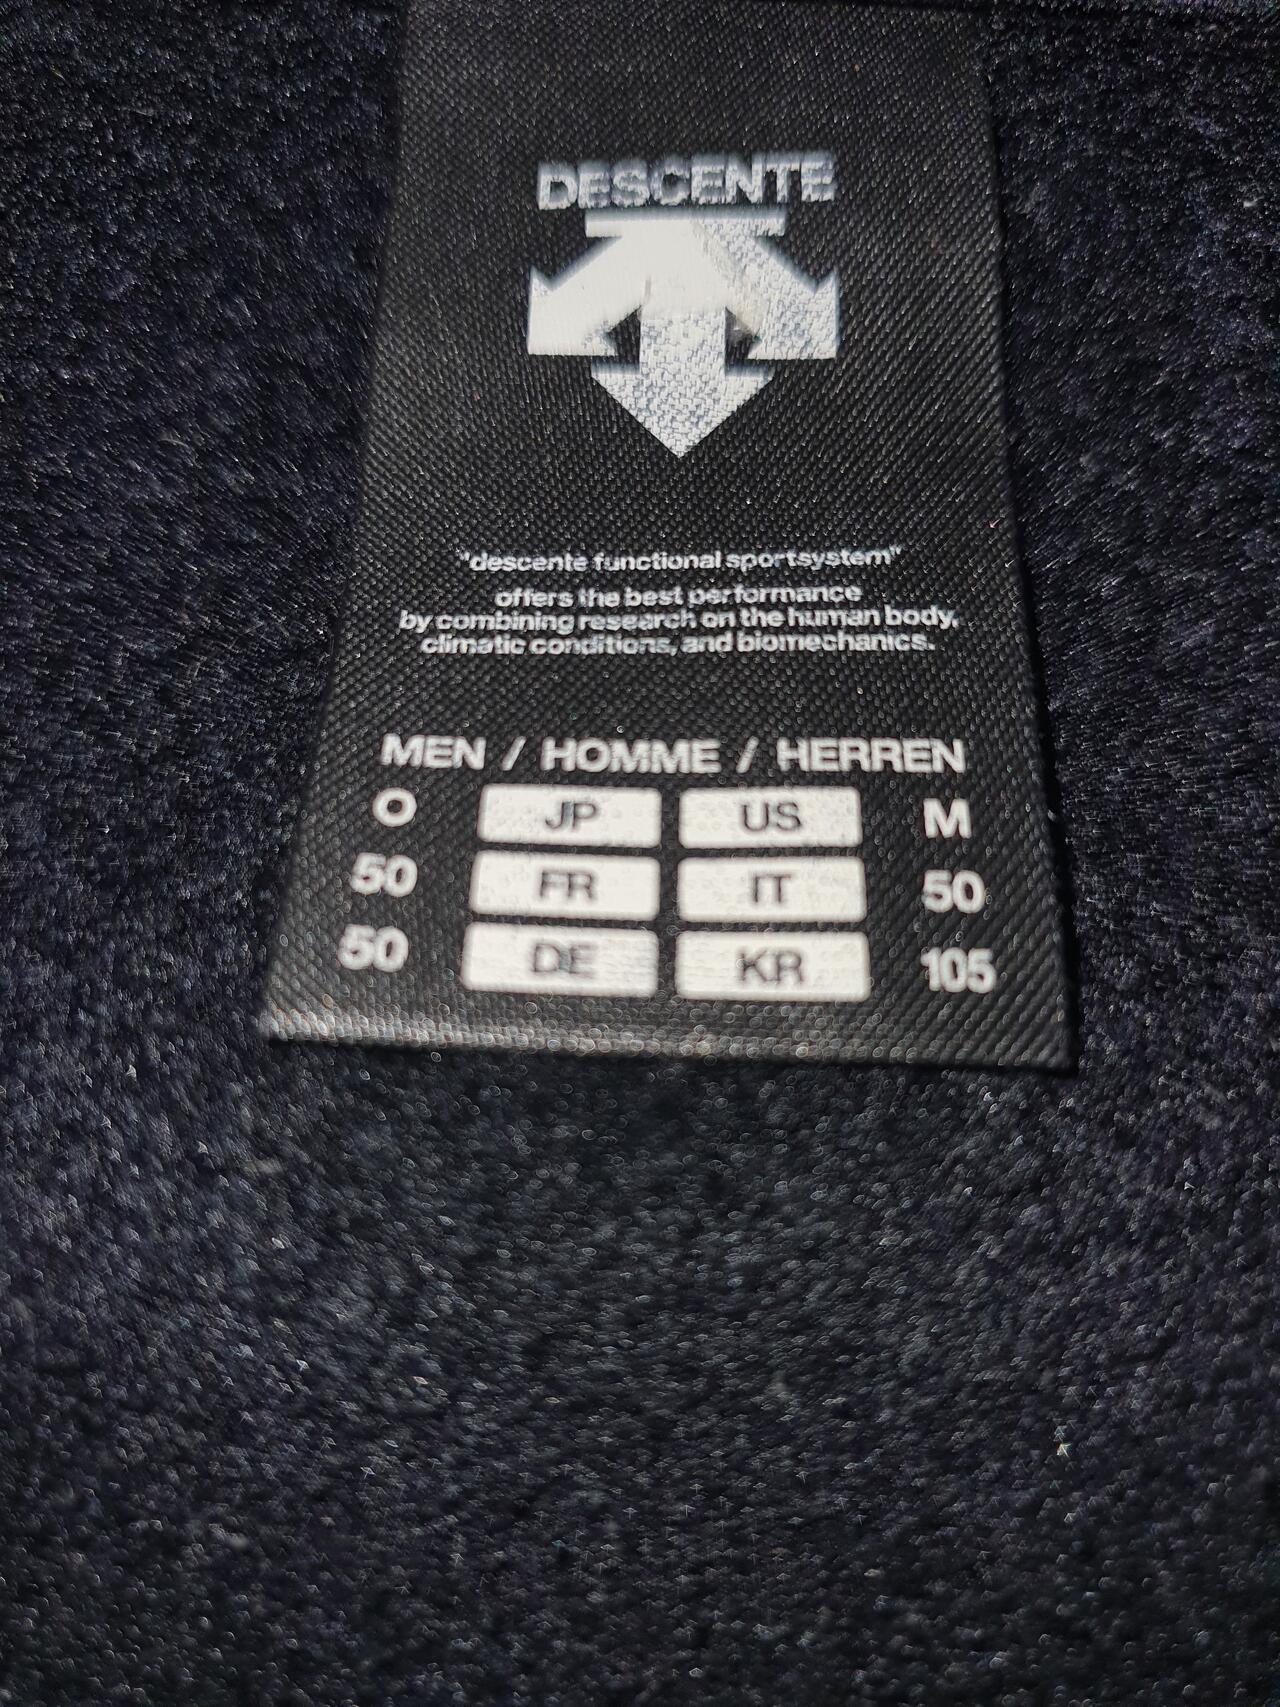 DESCENTE
"descente functional sportsystem"
offers the best performance
by combining research on the human body,
climatic conditions, and biomechanics.
MEN / HOMME / HERREN
O JP US M
50 FR IT 50
50 DE KR 105